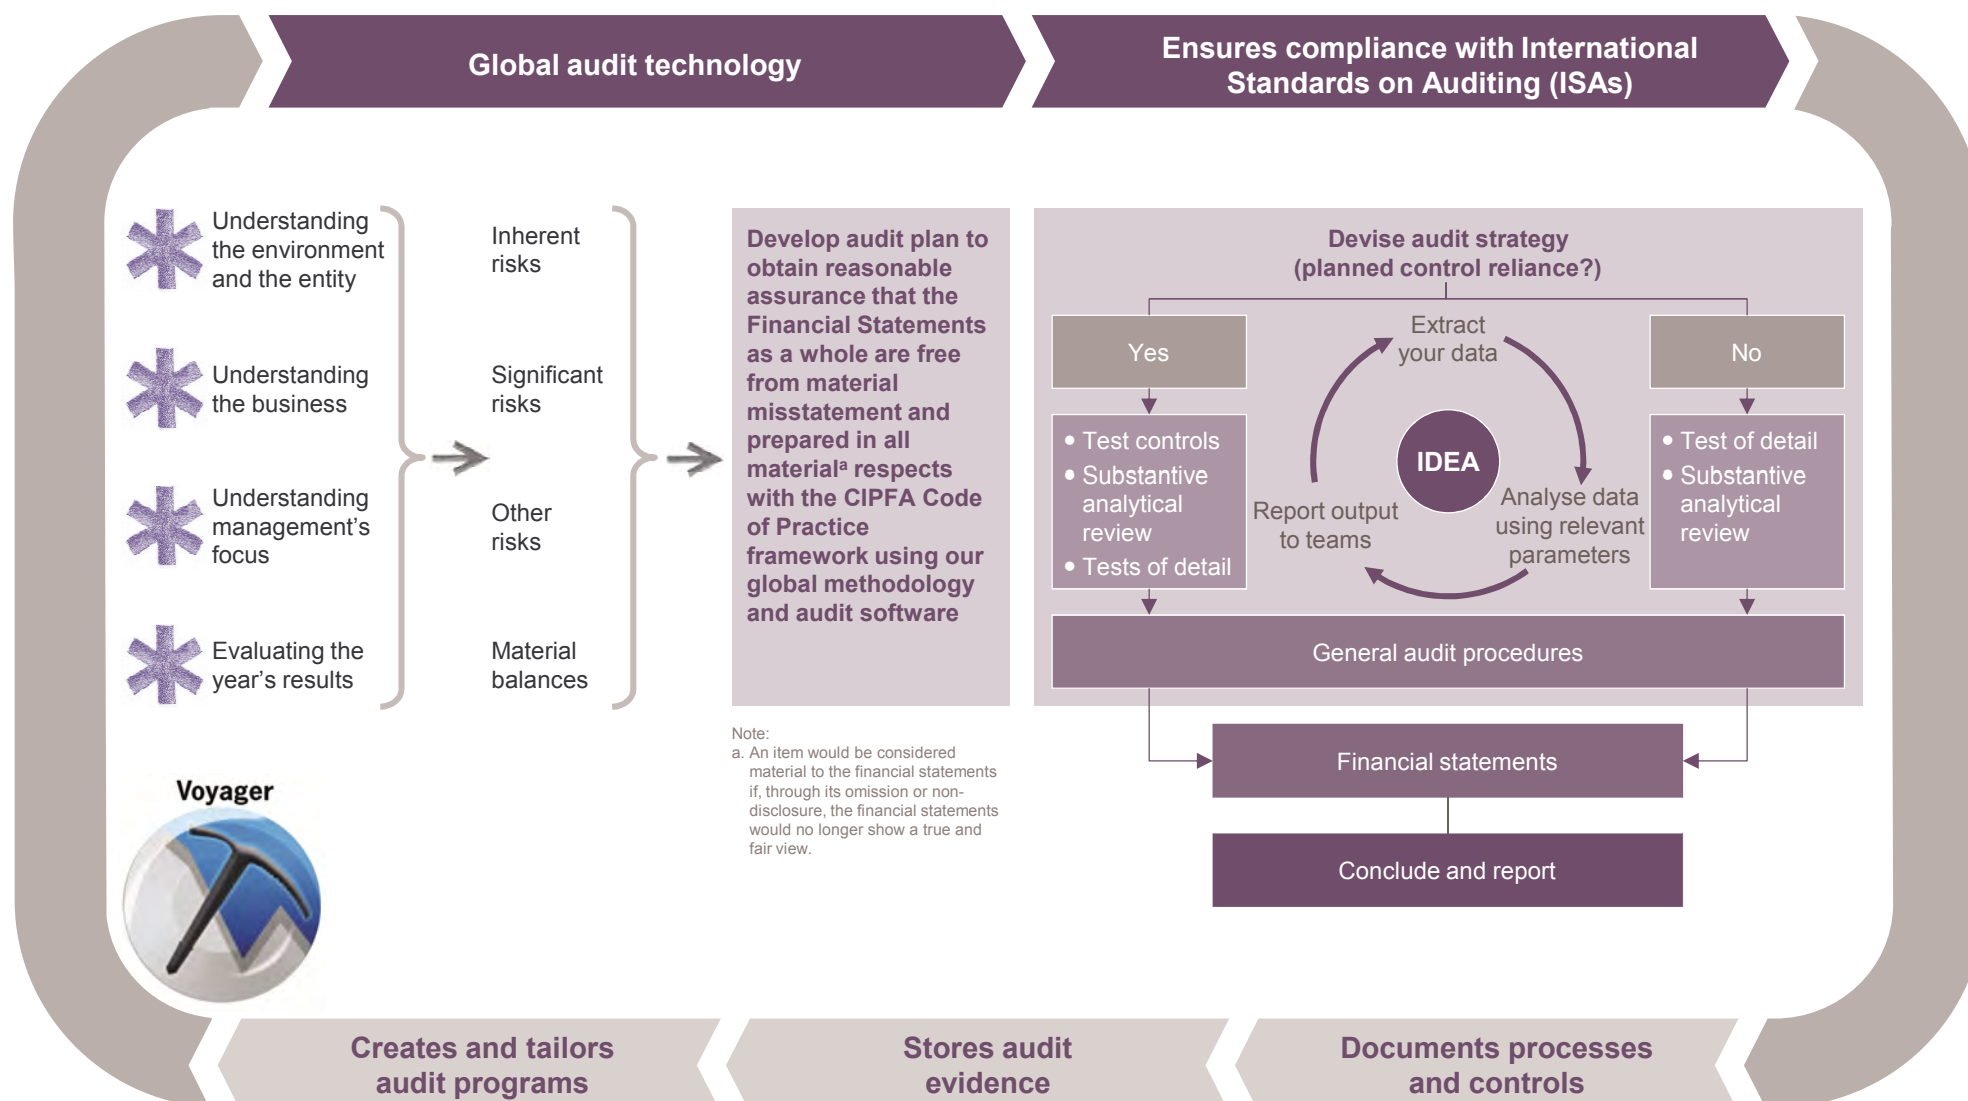 Global audit technology
Ensures compliance with International
Standards on Auditing (ISAs)
Understanding
the environment
and the entity
Understanding
the business
Understanding
management’s
focus
Evaluating the
year’s results
Inherent
risks
Significant
risks
Other
risks
Material
balances
Develop audit plan to
obtain reasonable
assurance that the
Financial Statements
as a whole are free
from material
misstatement and
prepared in all
materialᵃ respects
with the CIPFA Code
of Practice
framework using our
global methodology
and audit software
Note:
a. An item would be considered
material to the financial statements
if, through its omission or non-
disclosure, the financial statements
would no longer show a true and
fair view.
Devise audit strategy
(planned control reliance?)
Yes
• Test controls
• Substantive
analytical
review
• Tests of detail
Extract
your data
IDEA
Analyse data
using relevant
parameters
Report output
to teams
No
• Test of detail
• Substantive
analytical
review
General audit procedures
Financial statements
Conclude and report
Voyager
Creates and tailors
audit programs
Stores audit
evidence
Documents processes
and controls